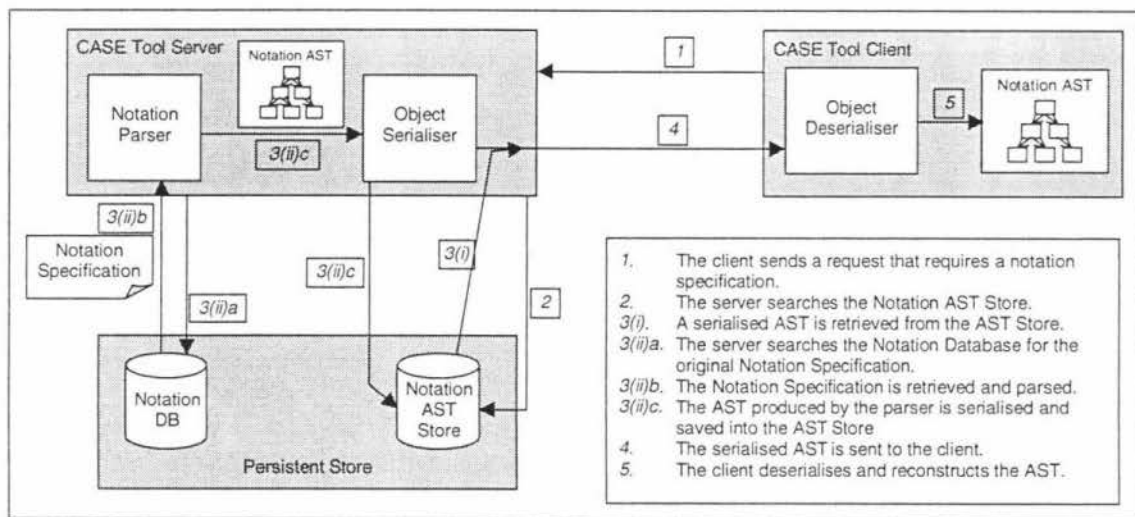 CASE Tool Server
Notation AST
Notation
Parser
Object
Serialiser
3(ii)c
1
4
CASE Tool Client
Object
Deserialiser
5
Notation AST
3(ii)b
Notation
Specification
3(ii)a
3(ii)c
3(i)
2
Notation
DB
Notation
AST
Store
Persistent Store
1. The client sends a request that requires a notation
specification.
2. The server searches the Notation AST Store.
3(i). A serialised AST is retrieved from the AST Store.
3(ii)a. The server searches the Notation Database for the
original Notation Specification.
3(ii)b. The Notation Specification is retrieved and parsed.
3(ii)c. The AST produced by the parser is serialised and
saved into the AST Store
4. The serialised AST is sent to the client.
5. The client deserialises and reconstructs the AST.